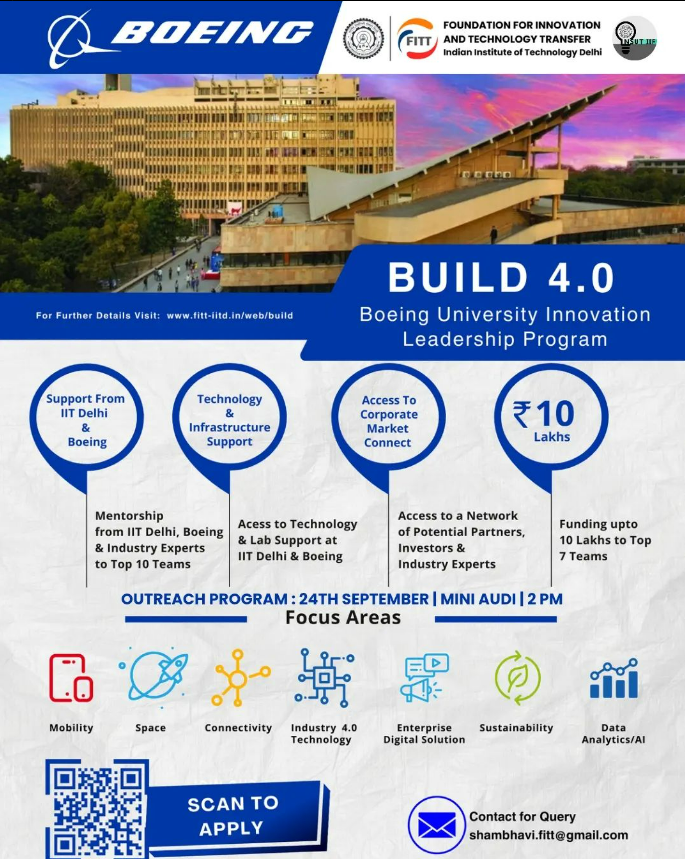 BOEING
FITT
FOUNDATION FOR INNOVATION
AND TECHNOLOGY TRANSFER
Indian Institute of Technology Delhi
BUILD 4.0
Boeing University Innovation
Leadership Program
For Further Details Visit: www.fitt-iitd.in/web/build
Support From
IIT Delhi
&
Boeing
Technology
&
Infrastructure
Support
Access To
Corporate
Market
Connect
₹10
Lakhs
Mentorship
from IIT Delhi, Boeing
& Industry Experts
to Top 10 Teams
Acess to Technology
& Lab Support at
IIT Delhi & Boeing
Access to a Network
of Potential Partners,
Investors &
Industry Experts
Funding upto
10 Lakhs to Top
7 Teams
OUTREACH PROGRAM : 24TH SEPTEMBER | MINI AUDI | 2 PM
Focus Areas
Mobility
Space
Connectivity
Industry 4.0
Technology
Enterprise
Digital Solution
Sustainability
Data
Analytics/AI
SCAN TO
APPLY
Contact for Query
shambhavi.fitt@gmail.com